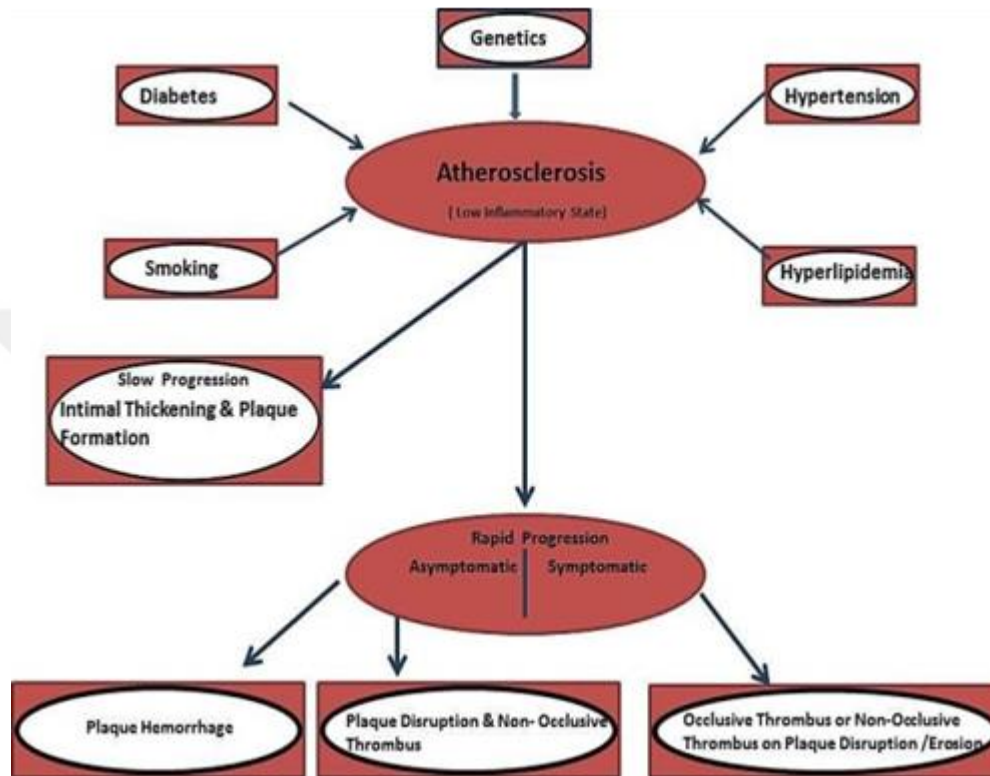 Genetics
Diabetes
Hypertension
Atherosclerosis
( Low Inflammatory State)
Smoking
Hyperlipidemia
Slow Progression
Intimal Thickening & Plaque
Formation
Rapid Progression
Asymptomatic
Symptomatic
Plaque Hemorrhage
Plaque Disruption & Non- Occlusive
Thrombus
Occlusive Thrombus or Non-Occlusive
Thrombus on Plaque Disruption /Erosion